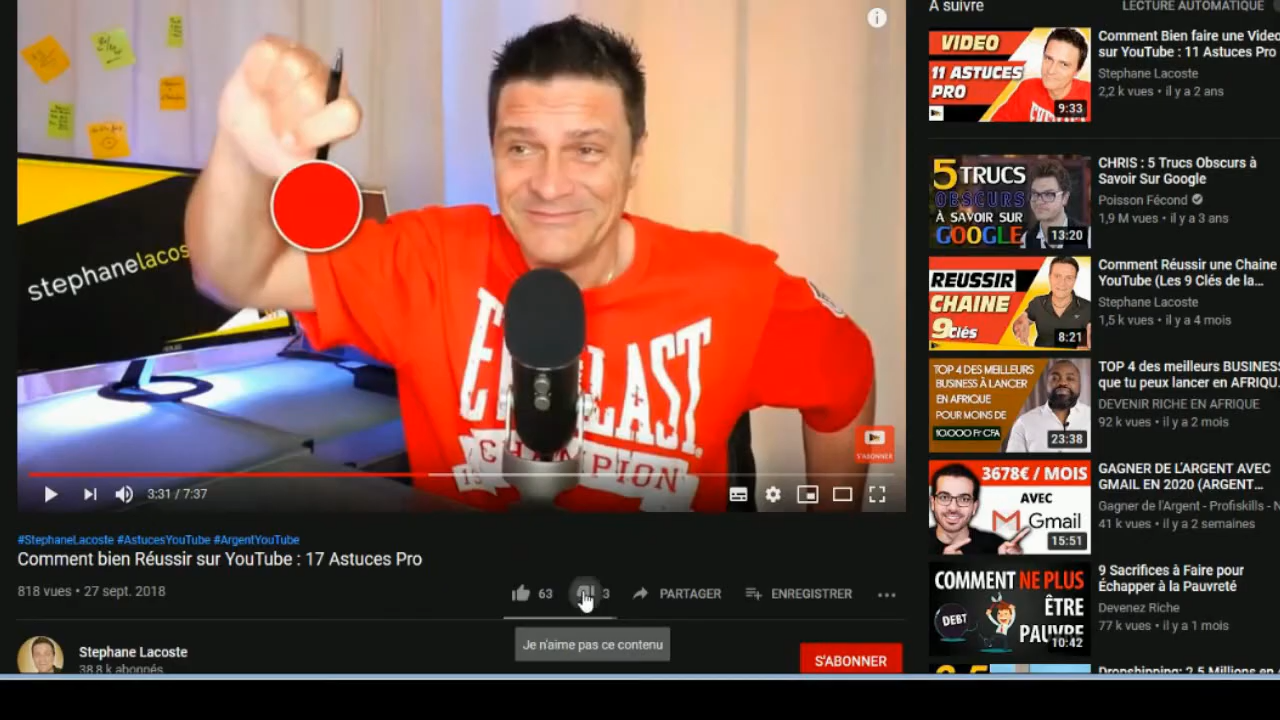 À suivre
LECTURE AUTOMATIQUE
stephanelacos
EVERLAST
CHAMPION
S'ABONNER
3:31 / 7:37
#StephaneLacoste #AstucesYouTube #ArgentYouTube
Comment bien Réussir sur YouTube : 17 Astuces Pro
818 vues • 27 sept. 2018
63
3
PARTAGER
ENREGISTRER
Je n'aime pas ce contenu
Stephane Lacoste
38,8 k abonnés
S'ABONNER
VIDEO
11 ASTUCES
PRO
9:33
Comment Bien faire une Video
sur YouTube : 11 Astuces Pro
Stephane Lacoste
2,2 k vues • il y a 2 ans
5 TRUCS
OBSCURS
À SAVOIR SUR
GOOGLE
13:20
CHRIS : 5 Trucs Obscurs à
Savoir Sur Google
Poisson Fécond
1,9 M vues • il y a 3 ans
REUSSIR
CHAINE
9 Clés
8:21
Comment Réussir une Chaine
YouTube (Les 9 Clés de la...
Stephane Lacoste
1,5 k vues • il y a 4 mois
TOP 4 DES MEILLEURS
BUSINESS À LANCER
EN AFRIQUE
POUR MOINS DE
10.000 Fr CFA
23:38
TOP 4 des meilleurs BUSINESS
que tu peux lancer en AFRIQU
DEVENIR RICHE EN AFRIQUE
92 k vues • il y a 2 mois
3678€ / MOIS
AVEC
Gmail
15:51
GAGNER DE L'ARGENT AVEC
GMAIL EN 2020 (ARGENT...
Gagner de l'Argent - Profiskills - N
41 k vues • il y a 2 semaines
COMMENT NE PLUS
ÊTRE
PAUVRE
DEBT
10:42
9 Sacrifices à Faire pour
Échapper à la Pauvreté
Devenez Riche
77 k vues • il y a 1 mois
Dropshipping: 2,5 Millions en